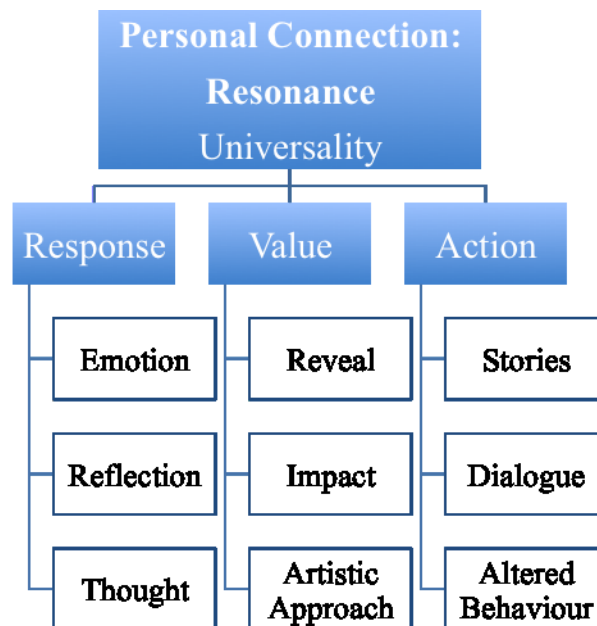 Personal Connection:
Resonance
Universality
Response
Value
Action
Emotion
Reveal
Stories
Reflection
Impact
Dialogue
Thought
Artistic
Approach
Altered
Behaviour